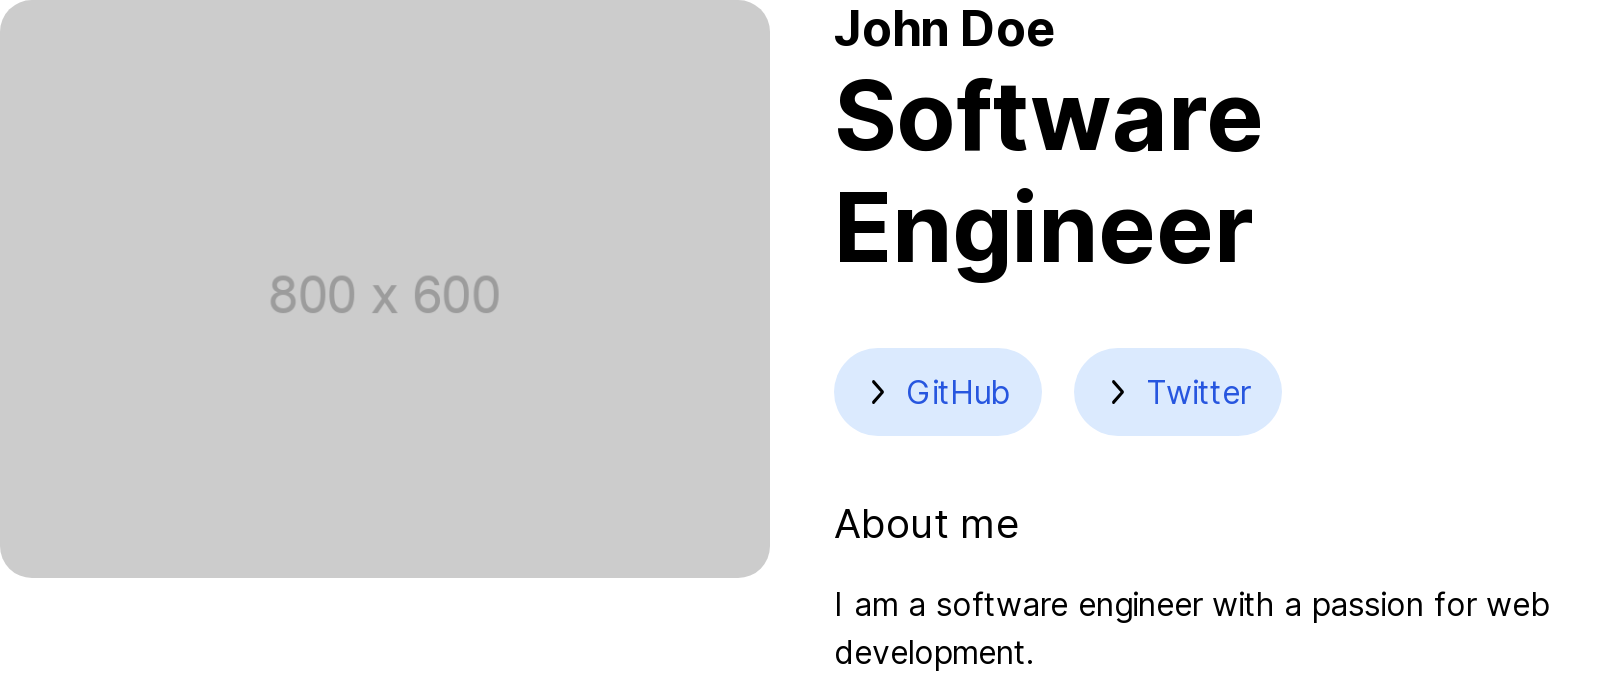 800 x 600
John Doe
Software
Engineer
GitHub
Twitter
About me
I am a software engineer with a passion for web
development.